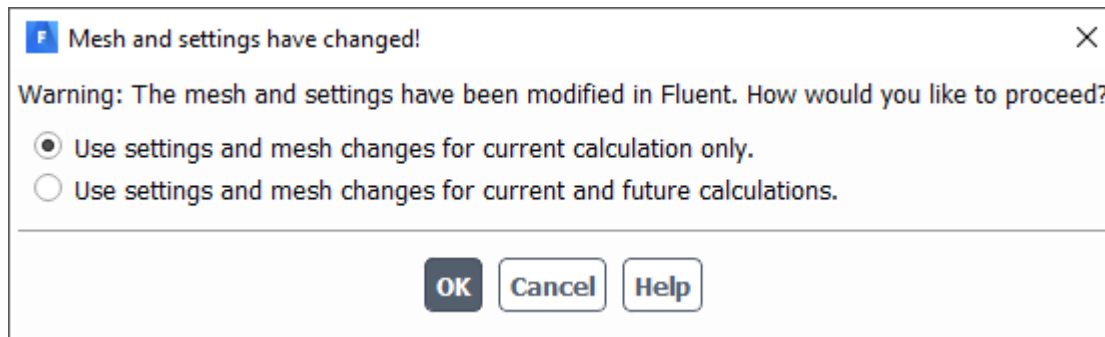 F Mesh and settings have changed!
Warning: The mesh and settings have been modified in Fluent. How would you like to proceed?
Use settings and mesh changes for current calculation only.
Use settings and mesh changes for current and future calculations.
OK Cancel Help